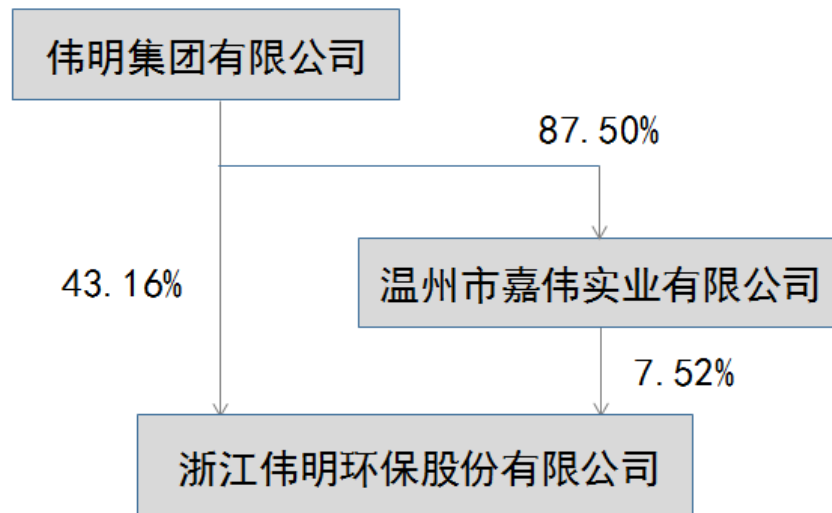 伟明集团有限公司
87.50%
43.16%
温州市嘉伟实业有限公司
7.52%
浙江伟明环保股份有限公司